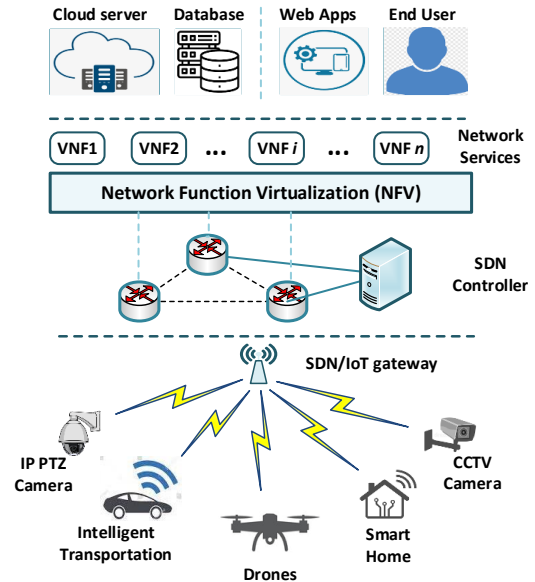 Cloud server
Database
Web Apps
End User
VNF1
VNF2
...
VNF i
...
VNF n
Network
Services
Network Function Virtualization (NFV)
SDN
Controller
SDN/IoT gateway
IP PTZ
Camera
CCTV
Camera
Intelligent
Transportation
Smart
Home
Drones